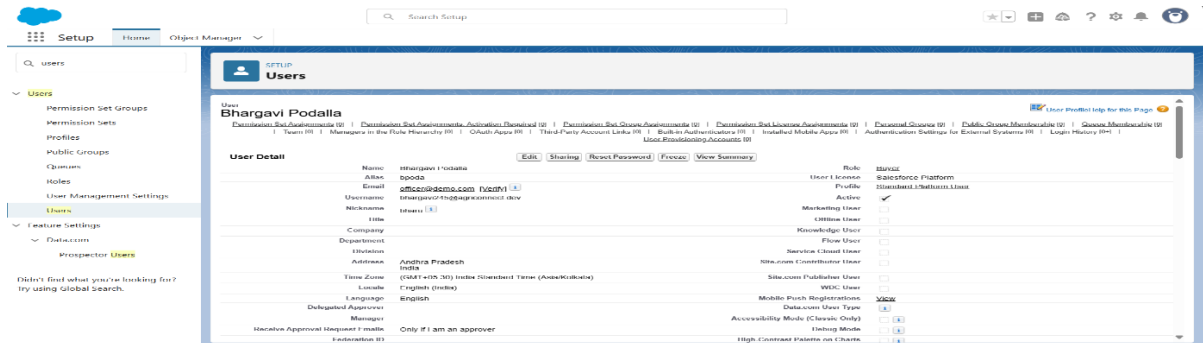 Search Setup
Setup
Home
Object Manager
users
Users
Permission Set Groups
Permission Sets
Profiles
Public Groups
Queues
Roles
User Management Settings
Users
Feature Settings
Data.com
Prospector Users
Didn't find what you're looking for?
Try using Global Search.
SETUP
Users
User
Bhargavi Podalla
User Profile Help for this Page
Permission Set Assignments [0] | Permission Set Assignments: Activation Required [0] | Permission Set Group Assignments [0] | Permission Set License Assignments [0] | Personal Groups [0] | Public Group Membership [0] | Queue Membership [0]
| Team [0] | Managers in the Role Hierarchy [0] | OAuth Apps [0] | Third-Party Account Links [0] | Built-in Authenticators [0] | Installed Mobile Apps [0] | Authentication Settings for External Systems [0] | Login History [0+] |
User Provisioning Accounts [0]
User Detail
Edit Sharing Reset Password Freeze View Summary
Name Bhargavi Podalla Role Buyer
Alias bpoda User License Salesforce Platform
Email officer@demo.com [Verify] Profile Standard Platform User
Username Active
Nickname bharu Marketing User
Title Offline User
Company Knowledge User
Department Flow User
Division Service Cloud User
Address Andhra Pradesh Site.com Contributor User
India
Time Zone (GMT+05:30) India Standard Time (Asia/Kolkata) Site.com Publisher User
Locale English (India) WDC User
Language English Mobile Push Registrations View
Delegated Approver Data.com User Type
Manager Accessibility Mode (Classic Only)
Receive Approval Request Emails Only if I am an approver Debug Mode
Federation ID High-Contrast Palette on Charts